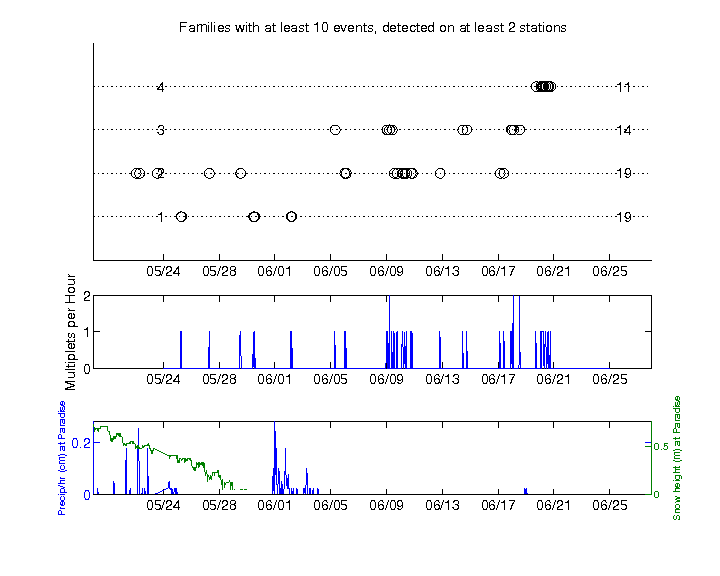 Families with at least 10 events, detected on at least 2 stations
4 11
3 14
2 19
1 19
05/24 05/28 06/01 06/05 06/09 06/13 06/17 06/21 06/25
Multiplets per Hour
2
1
0
05/24 05/28 06/01 06/05 06/09 06/13 06/17 06/21 06/25
Precip/hr (cm) at Paradise
0.2
0
Snow height (m) at Paradise
0.5
0
05/24 05/28 06/01 06/05 06/09 06/13 06/17 06/21 06/25